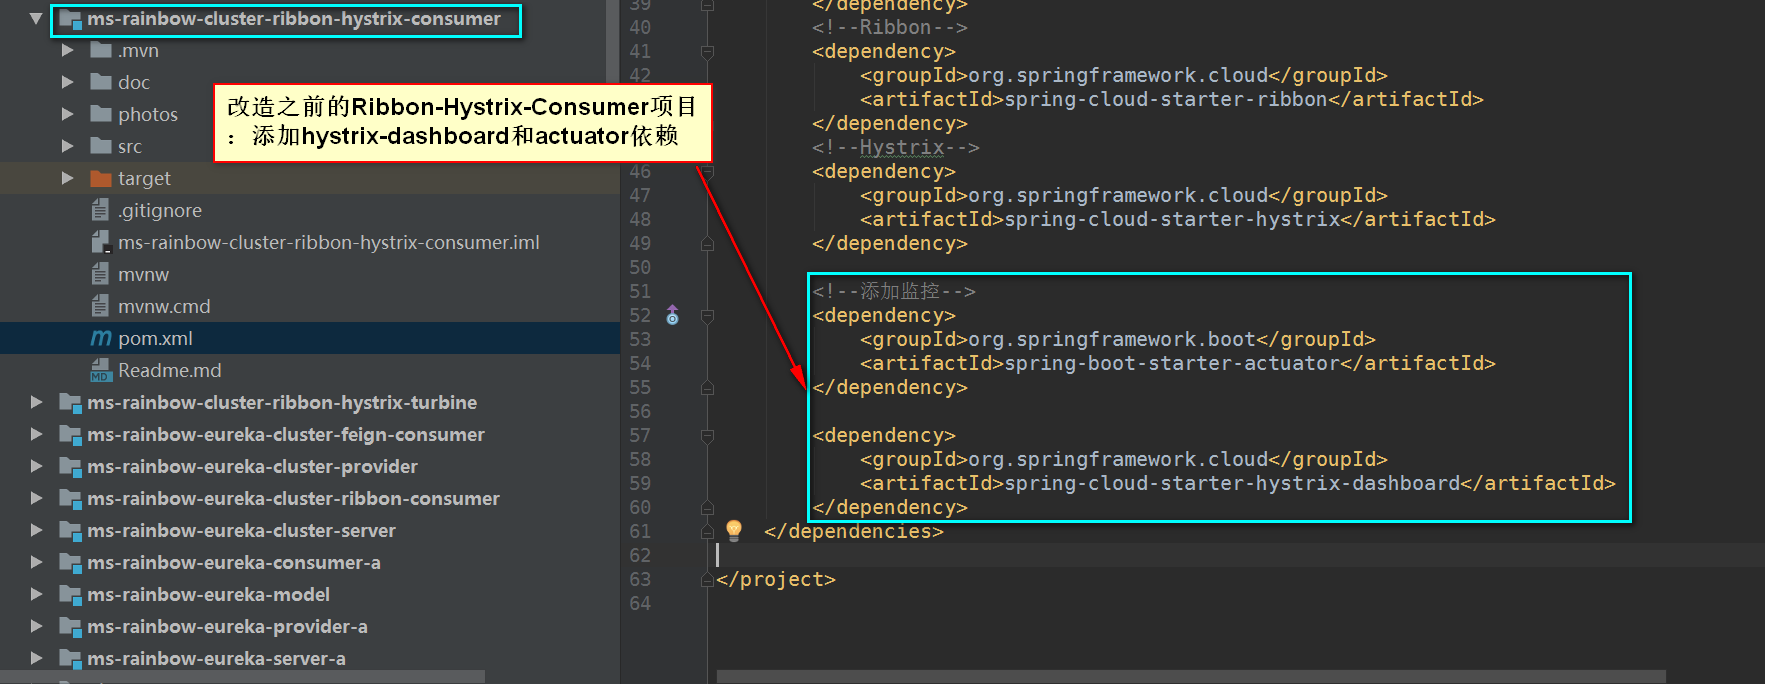 ms-rainbow-cluster-ribbon-hystrix-consumer
.mvn
doc
photos
src
target
.gitignore
ms-rainbow-cluster-ribbon-hystrix-consumer.iml
mvnw
mvnw.cmd
pom.xml
MD Readme.md
ms-rainbow-cluster-ribbon-hystrix-turbine
ms-rainbow-eureka-cluster-feign-consumer
ms-rainbow-eureka-cluster-provider
ms-rainbow-eureka-cluster-ribbon-consumer
ms-rainbow-eureka-cluster-server
ms-rainbow-eureka-consumer-a
ms-rainbow-eureka-model
ms-rainbow-eureka-provider-a
ms-rainbow-eureka-server-a
改造之前的Ribbon-Hystrix-Consumer项目
：添加hystrix-dashboard和actuator依赖
39 </dependency>
40 <!--Ribbon-->
41 <dependency>
42 <groupId>org.springframework.cloud</groupId>
<artifactId>spring-cloud-starter-ribbon</artifactId>
</dependency>
<!--Hystrix-->
46 <dependency>
47 <groupId>org.springframework.cloud</groupId>
48 <artifactId>spring-cloud-starter-hystrix</artifactId>
49 </dependency>
50
51 <!--添加监控-->
52 <dependency>
53 <groupId>org.springframework.boot</groupId>
54 <artifactId>spring-boot-starter-actuator</artifactId>
55 </dependency>
56
57 <dependency>
58 <groupId>org.springframework.cloud</groupId>
59 <artifactId>spring-cloud-starter-hystrix-dashboard</artifactId>
60 </dependency>
61 </dependencies>
62
63 </project>
64